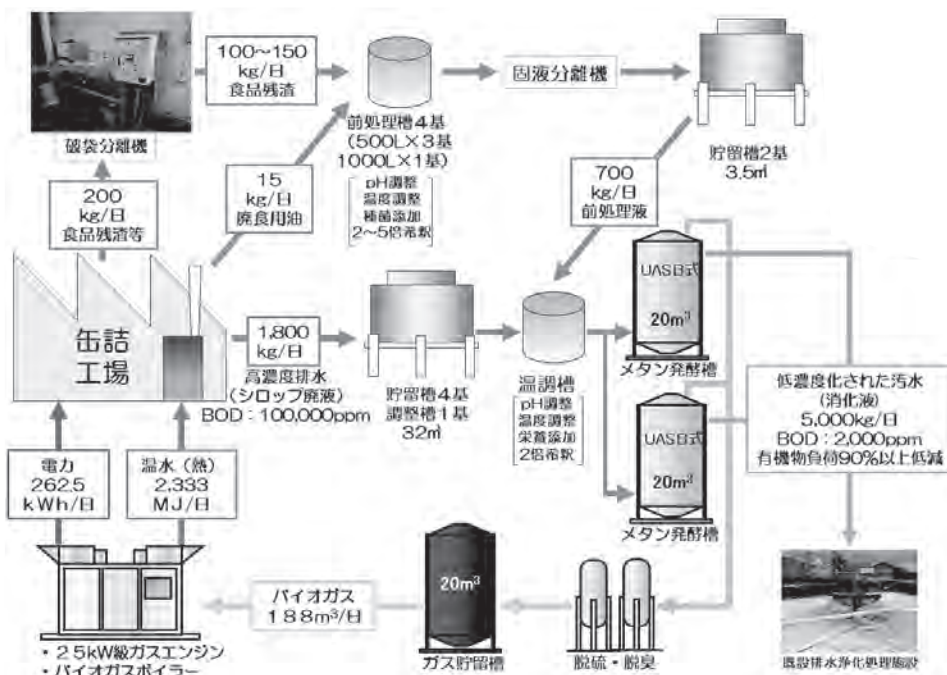 100~150
kg/日
食品残渣
破袋分離機
前処理槽4基
(500L×3基
1000L×1基)
pH調整
温度調整
種菌添加
2~5倍希釈
固液分離機
貯留槽2基
3.5㎥
200
kg/日
食品残渣等
15
kg/日
廃食用油
700
kg/日
前処理液
缶詰
工場
1,800
kg/日
高濃度排水
(シロップ廃液)
BOD:100,000ppm
貯留槽4基
調整槽1基
32㎥
温調槽
pH調整
温度調整
栄養添加
2倍希釈
UASB式
20m³
メタン発酵槽
UASB式
20m³
メタン発酵槽
低濃度化された汚水
(消化液)
5,000kg/日
BOD:2,000ppm
有機物負荷90%以上低減
既設排水浄化処理施設
電力
262.5
kWh/日
温水(熱)
2,333
MJ/日
・25kW級ガスエンジン
・バイオガスボイラー
バイオガス
188m³/日
20m³
ガス貯留槽
脱硫・脱臭